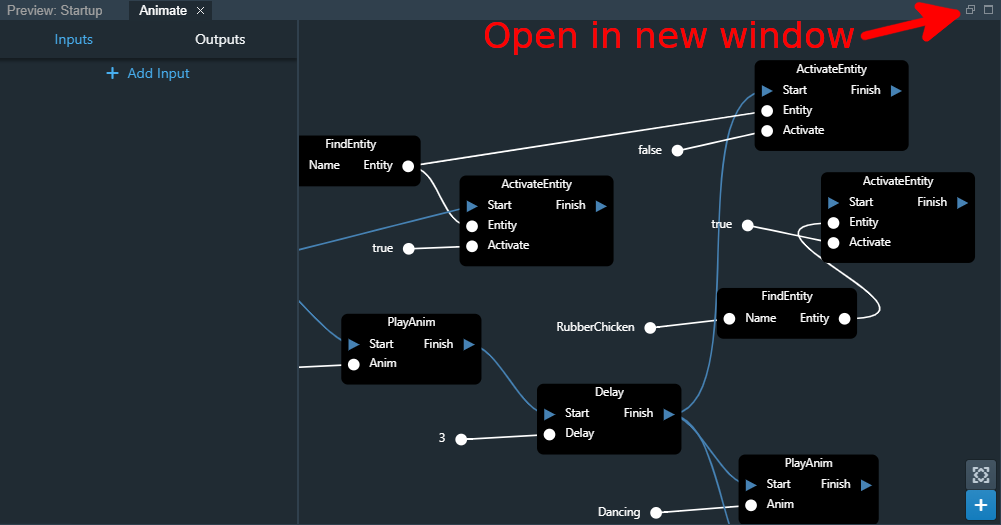 Preview: Startup
Animate
Inputs
Outputs
Add Input
Open in new window
ActivateEntity
Start Finish
Entity
Activate
false
FindEntity
Name Entity
ActivateEntity
Start Finish
Entity
Activate
true
ActivateEntity
Start Finish
Entity
Activate
true
FindEntity
Name Entity
RubberChicken
PlayAnim
Start Finish
Anim
Delay
Start Finish
Delay
3
PlayAnim
Start Finish
Anim
Dancing